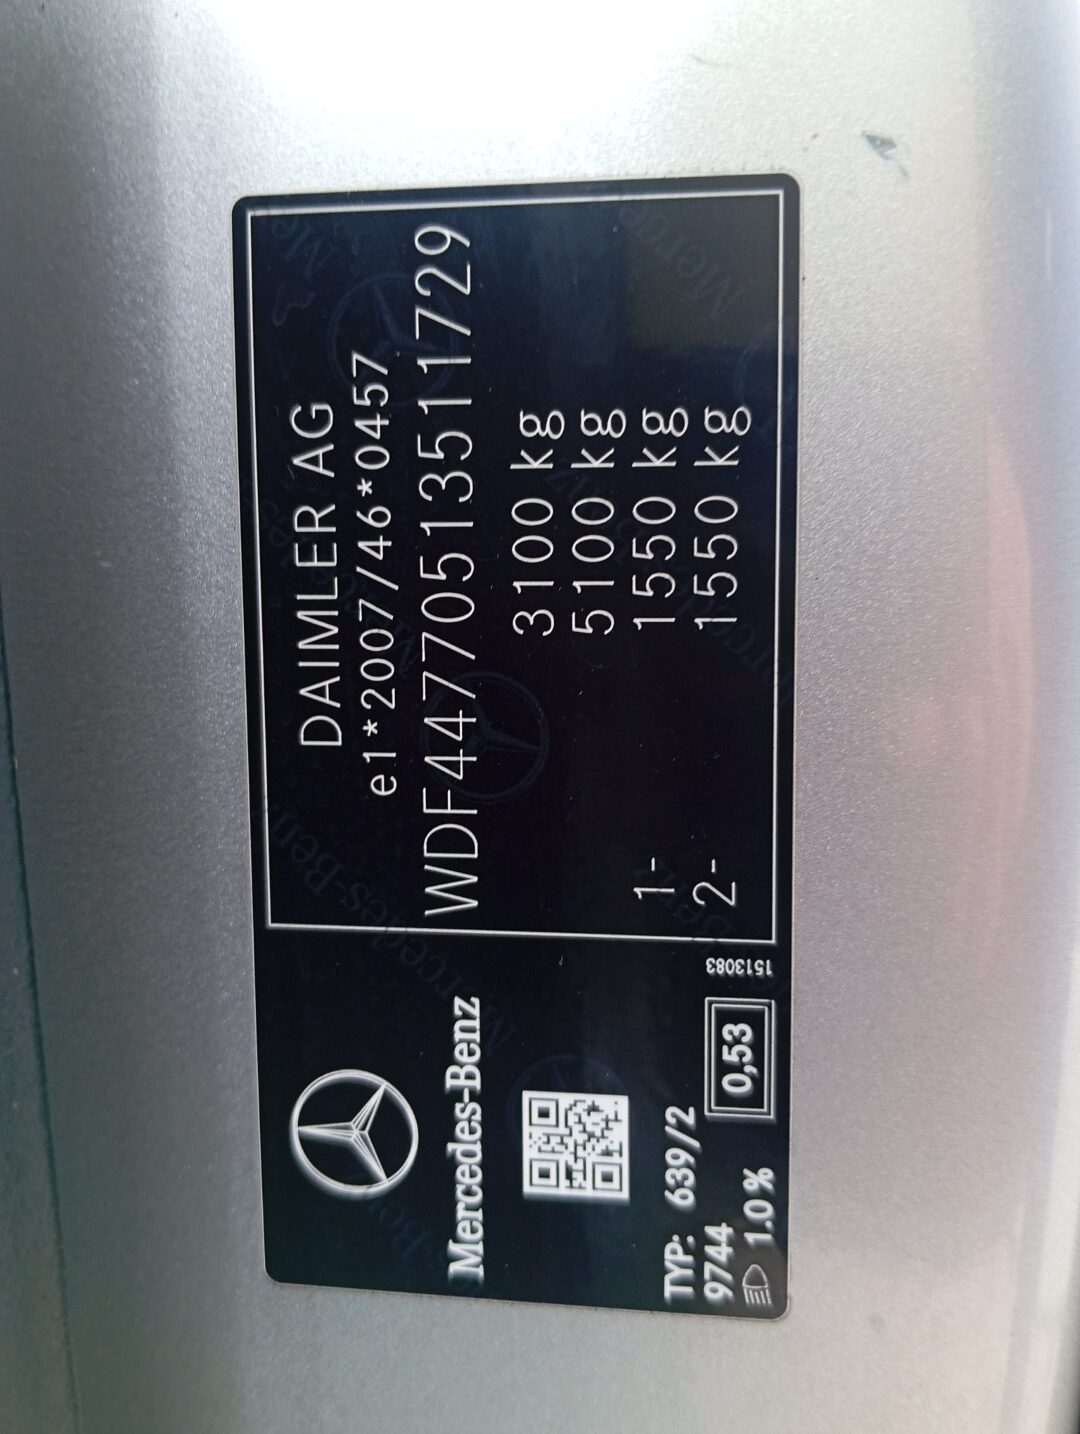 DAIMLER AG
e1*2007/46*0457
WDF44770513511729
3100 kg
5100 kg
1- 1550 kg
2- 1550 kg
Mercedes-Benz
TYP: 639/2
9744
1.0 %
0,53
1513083